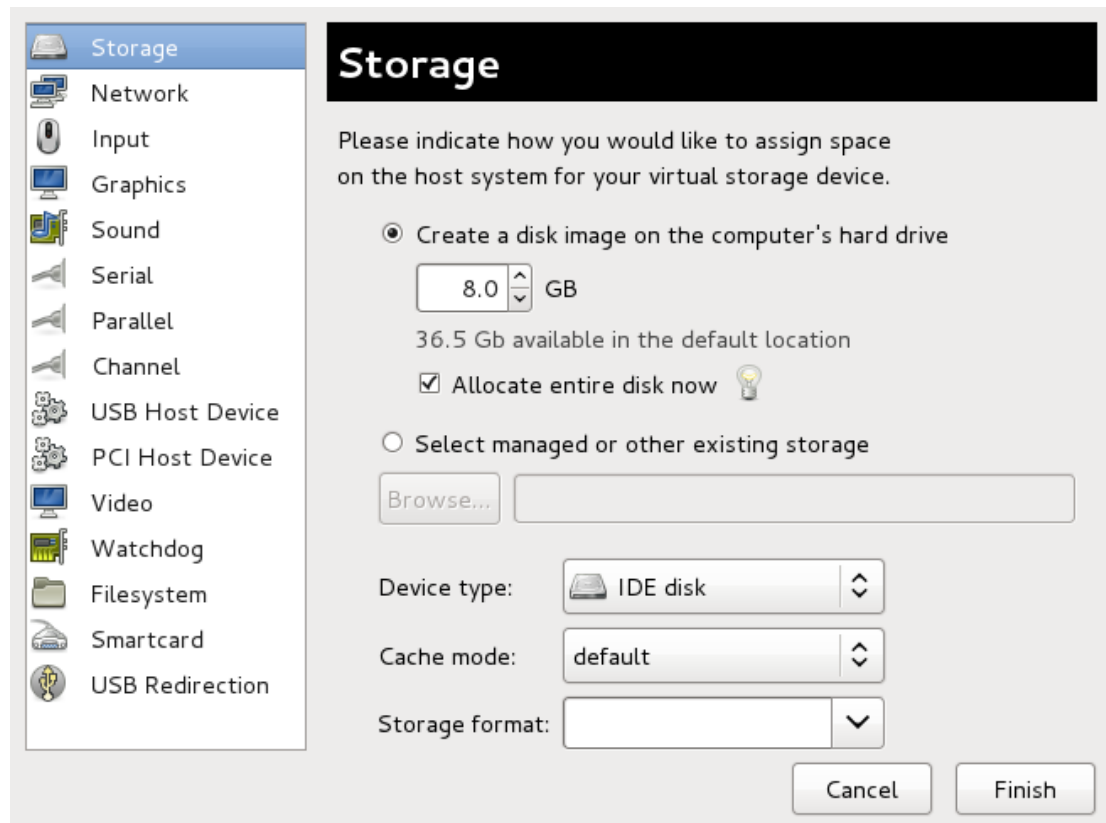 Storage
Network
Input
Graphics
Sound
Serial
Parallel
Channel
USB Host Device
PCI Host Device
Video
Watchdog
Filesystem
Smartcard
USB Redirection
Storage
Please indicate how you would like to assign space
on the host system for your virtual storage device.
Create a disk image on the computer's hard drive
8.0 GB
36.5 Gb available in the default location
Allocate entire disk now
Select managed or other existing storage
Browse...
Device type: IDE disk
Cache mode: default
Storage format:
Cancel Finish